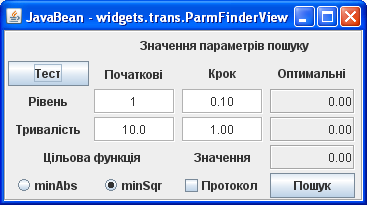 JavaBean - widgets.trans.ParmFinderView
Значення параметрів пошуку
Тест Початкові Крок Оптимальні
Рівень 1 0.10 0.00
Тривалість 10.0 1.00 0.00
Цільова функція Значення 0.00
minAbs minSqr Протокол Пошук